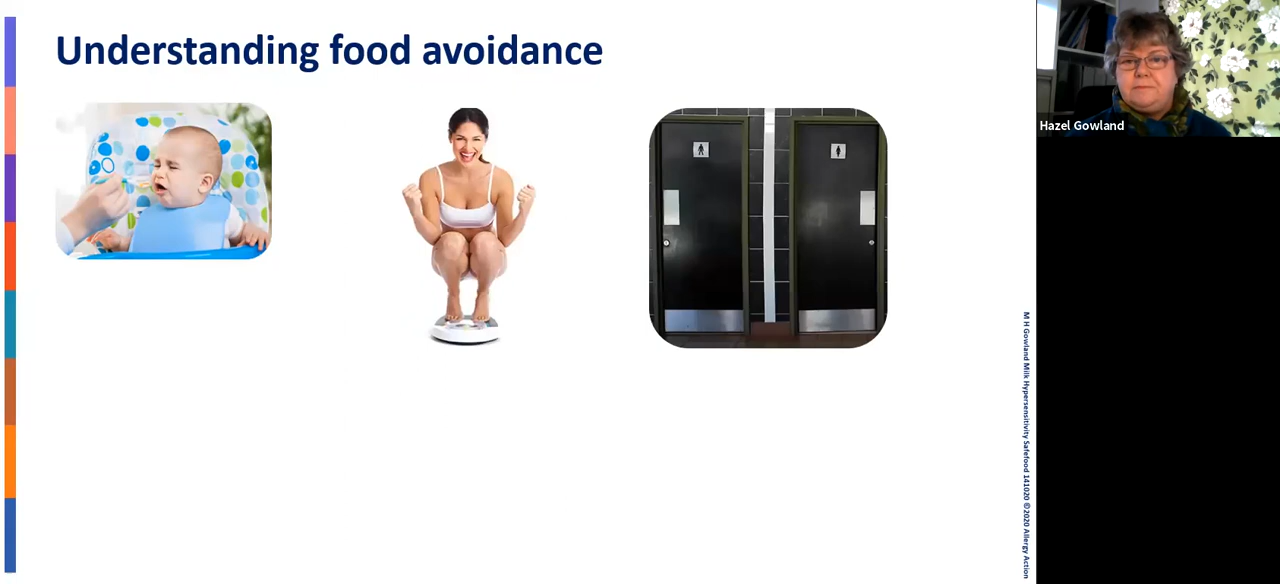 Understanding food avoidance
Hazel Gowland
M H Gowland Milk Hypersensitivity Safefood 141020 ©2020 Allergy Action